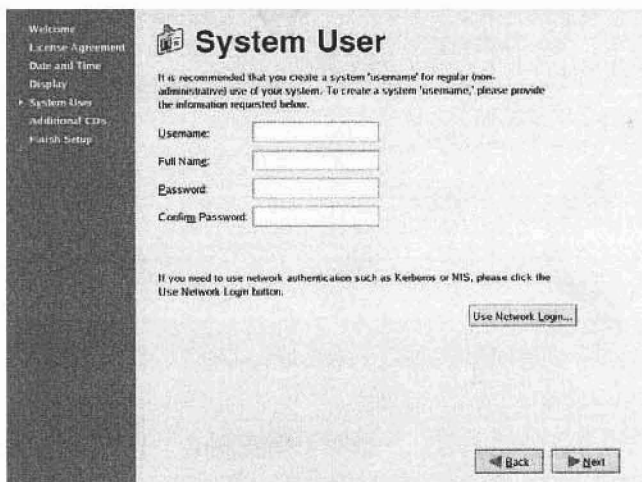 Welcome
License Agreement
Date and Time
Display
System User
Additional CDs
Finish Setup
System User
It is recommended that you create a system 'username' for regular (non-
administrative) use of your system. To create a system 'username,' please provide
the information requested below.
Username:
Full Name:
Password:
Confirm Password:
If you need to use network authentication such as Kerberos or NIS, please click the
Use Network Login button.
Use Network Login...
Back
Next